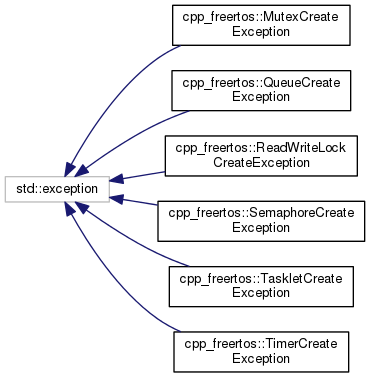 cpp_freertos::MutexCreate
Exception
cpp_freertos::QueueCreate
Exception
cpp_freertos::ReadWriteLock
CreateException
std::exception
cpp_freertos::SemaphoreCreate
Exception
cpp_freertos::TaskletCreate
Exception
cpp_freertos::TimerCreate
Exception